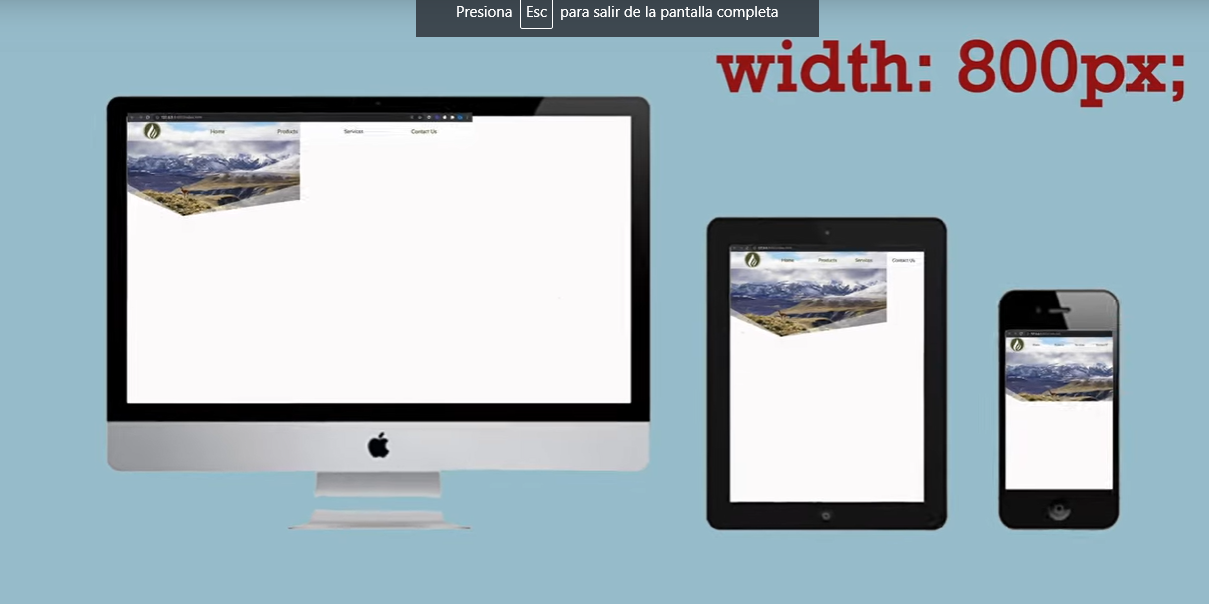 Presiona Esc para salir de la pantalla completa
width: 800px;
Home Products Services Contact Us
Home Products Services Contact Us